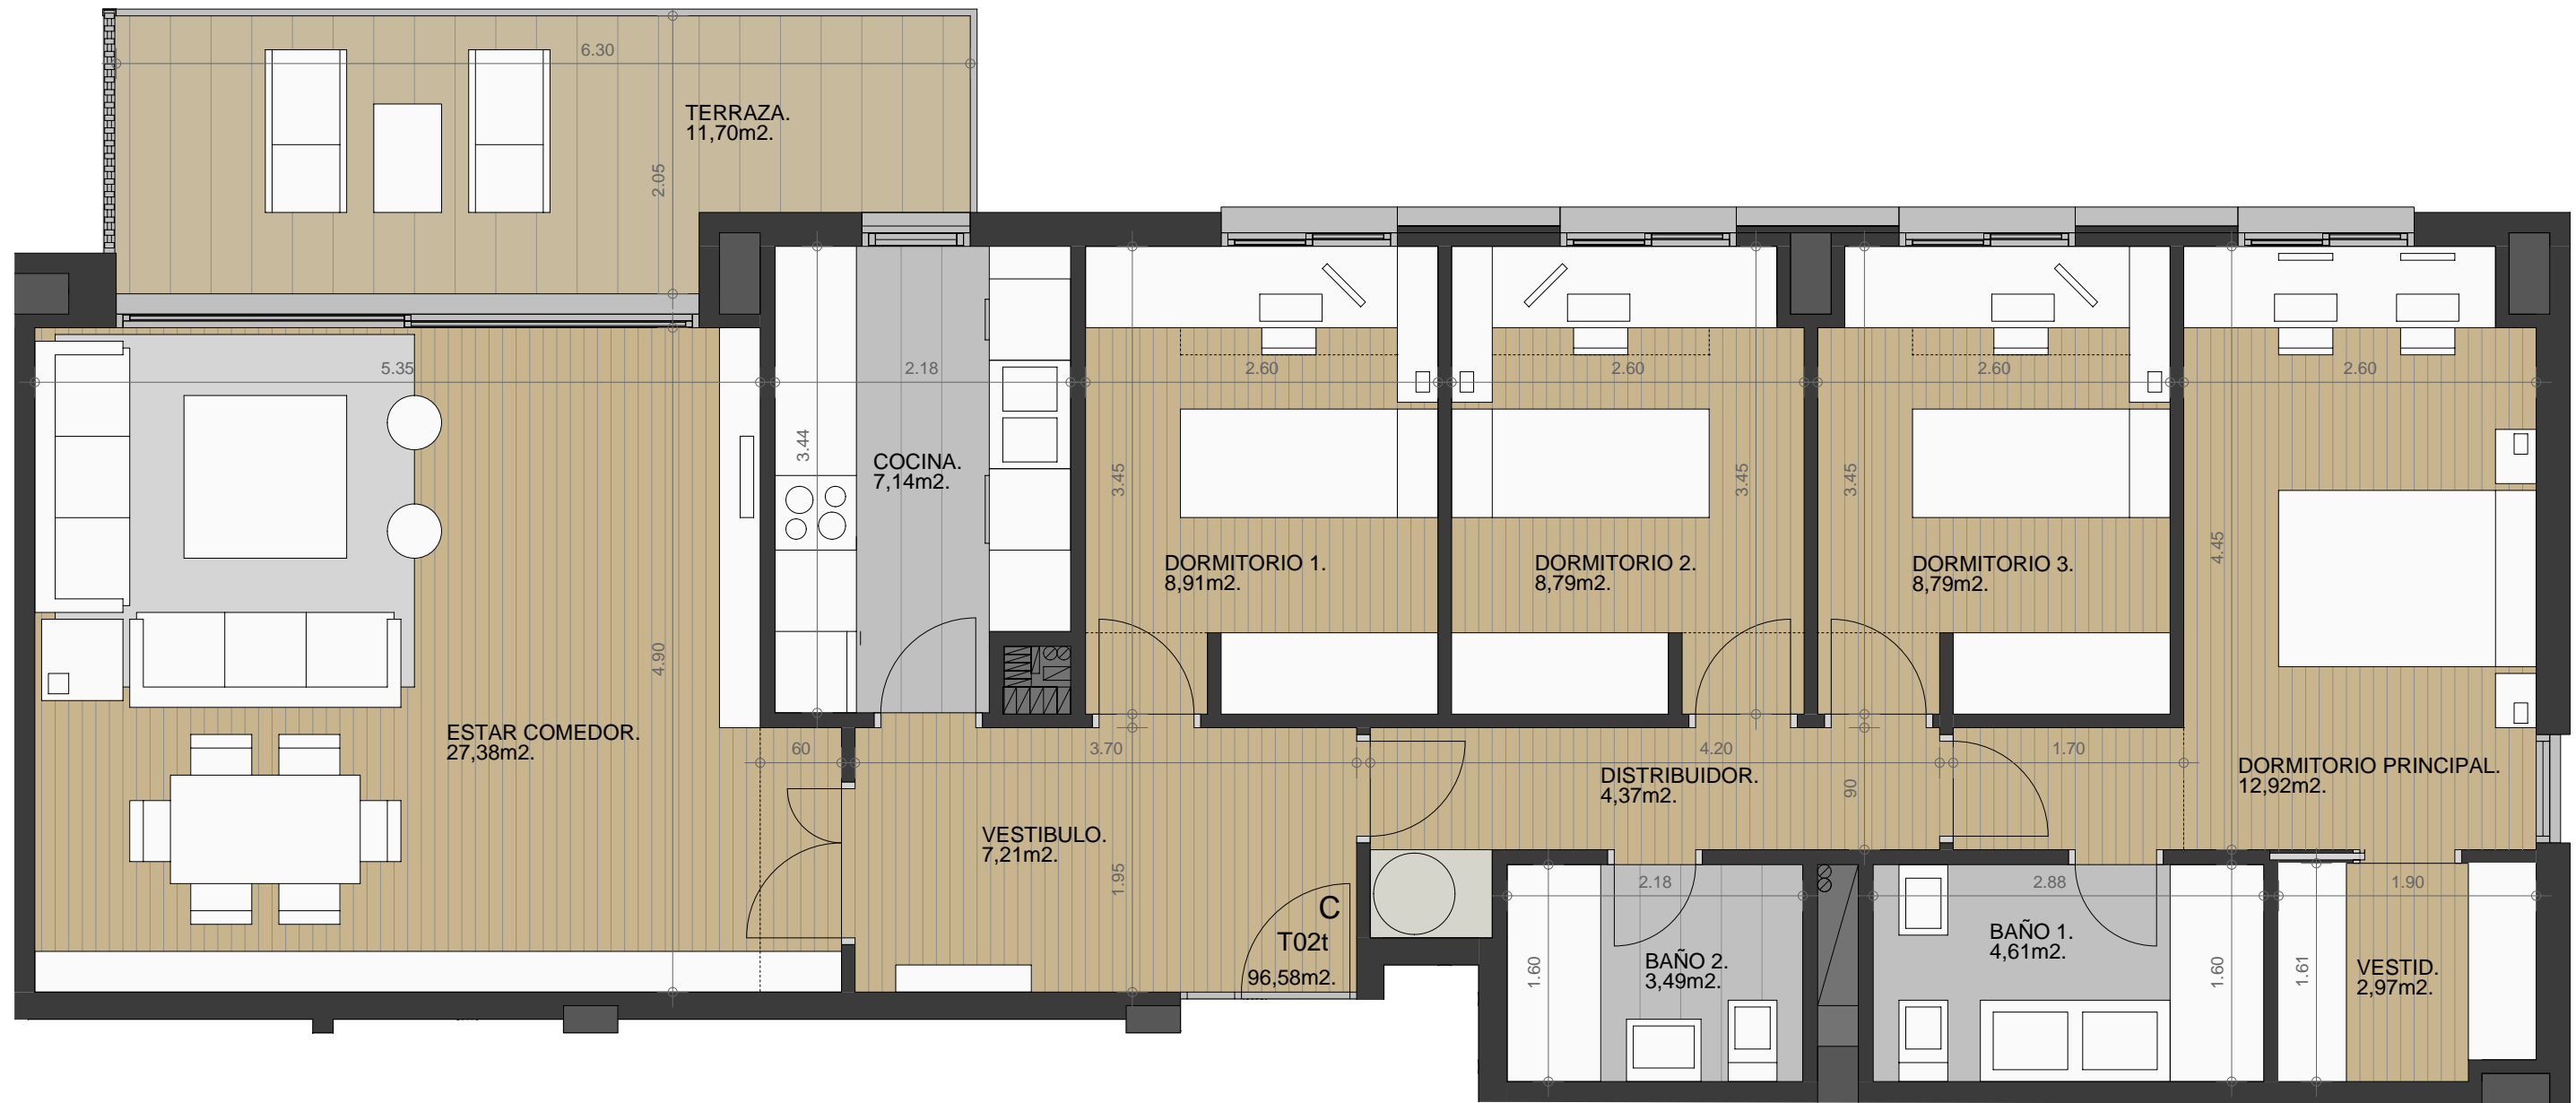 6.30
TERRAZA.
11,70m2.
2.05
5.35
2.18
2.60
2.60
2.60
2.60
3.44
COCINA.
7,14m2.
3.45
3.45
3.45
4.45
DORMITORIO 1.
8,91m2.
DORMITORIO 2.
8,79m2.
DORMITORIO 3.
8,79m2.
4.90
ESTAR COMEDOR.
27,38m2.
60
3.70
4.20
1.70
DISTRIBUIDOR.
4,37m2.
90
DORMITORIO PRINCIPAL.
12,92m2.
VESTIBULO.
7,21m2.
1.95
C
T02t
96,58m2.
2.18
2.88
1.90
1.60
BAÑO 2.
3,49m2.
BAÑO 1.
4,61m2.
1.60
1.61
VESTID.
2,97m2.